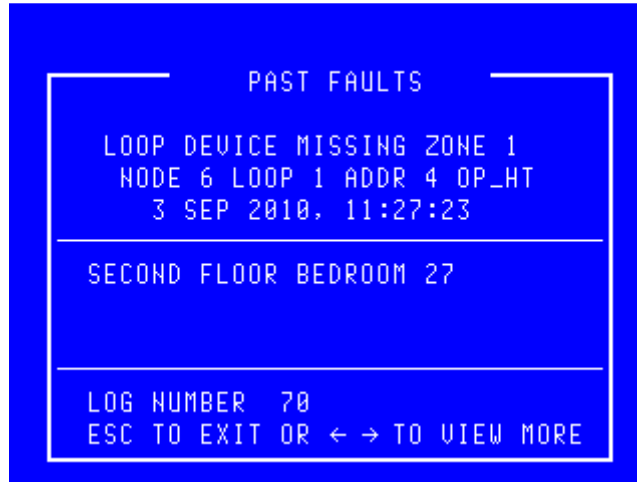 PAST FAULTS
LOOP DEVICE MISSING ZONE 1
NODE 6 LOOP 1 ADDR 4 OP_HT
3 SEP 2010, 11:27:23
SECOND FLOOR BEDROOM 27
LOG NUMBER 70
ESC TO EXIT OR ← → TO VIEW MORE